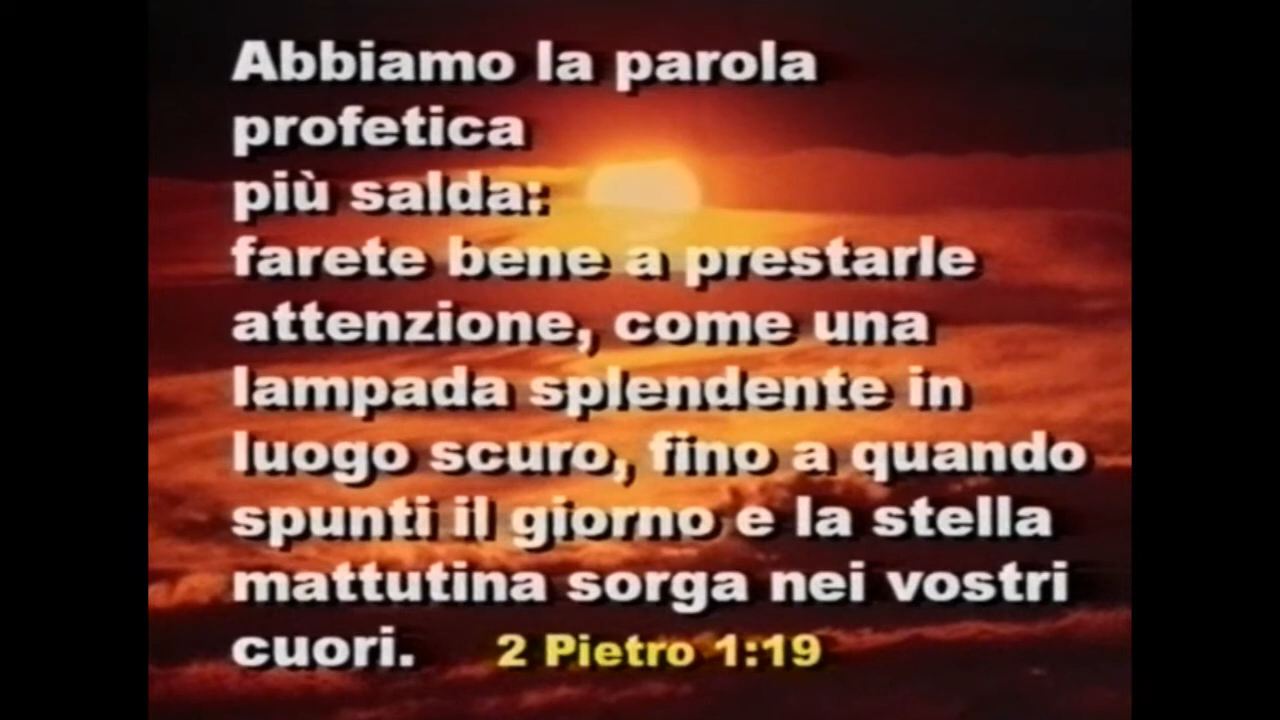 Abbiamo la parola
profetica
più salda:
farete bene a prestarle
attenzione, come una
lampada splendente in
luogo scuro, fino a quando
spunti il giorno e la stella
mattutina sorga nei vostri
cuori. 2 Pietro 1:19